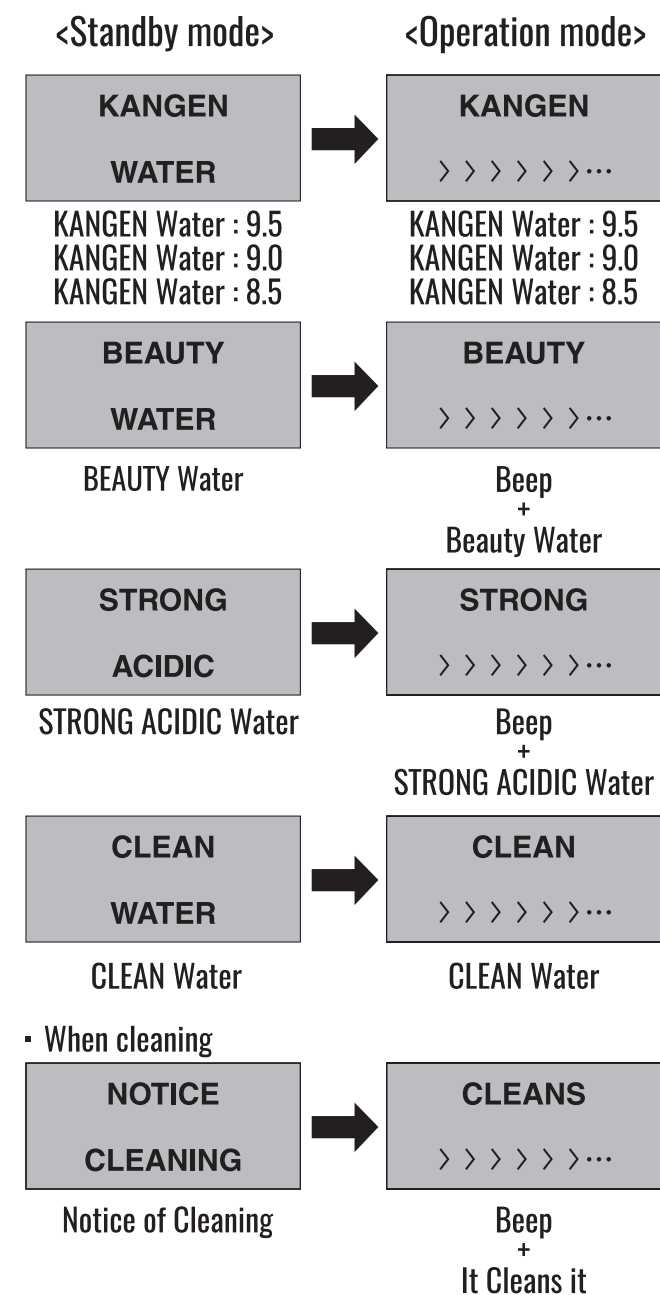 <Standby mode> <Operation mode>
KANGEN KANGEN
WATER 〉〉〉〉〉〉···
KANGEN Water : 9.5 KANGEN Water : 9.5
KANGEN Water : 9.0 KANGEN Water : 9.0
KANGEN Water : 8.5 KANGEN Water : 8.5
BEAUTY BEAUTY
WATER 〉〉〉〉〉〉···
BEAUTY Water Beep
+
Beauty Water
STRONG STRONG
ACIDIC 〉〉〉〉〉〉···
STRONG ACIDIC Water Beep
+
STRONG ACIDIC Water
CLEAN CLEAN
WATER 〉〉〉〉〉〉···
CLEAN Water CLEAN Water
▪ When cleaning
NOTICE CLEANS
CLEANING 〉〉〉〉〉〉···
Notice of Cleaning Beep
+
It Cleans it